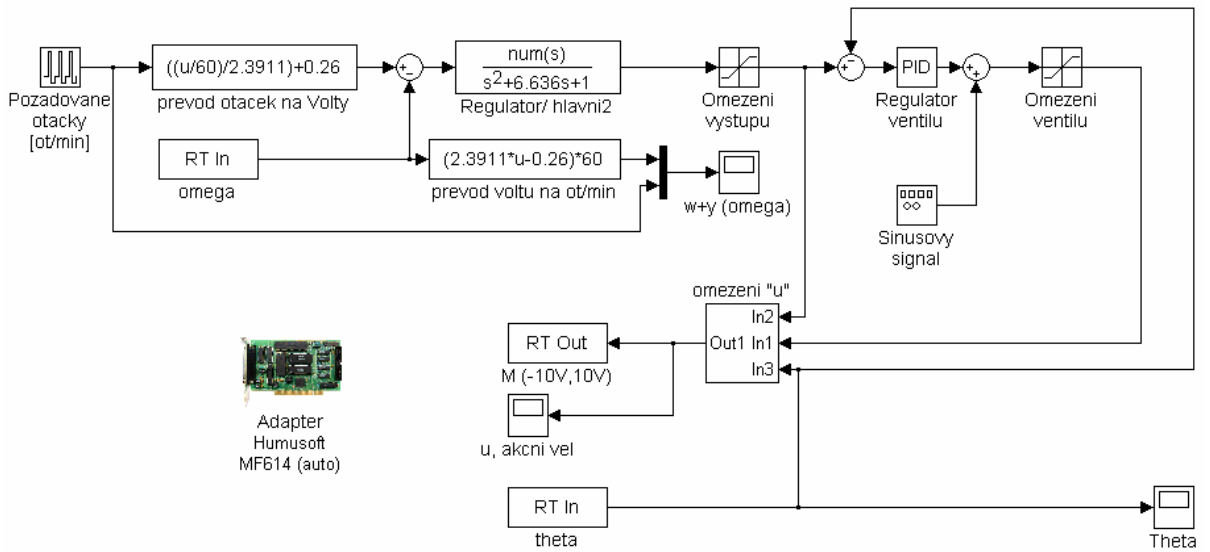 Pozadovane
otacky
[ot/min]
((u/60)/2.3911)+0.26
prevod otacek na Volty
num(s)
s²+6.636s+1
Regulator/ hlavni2
Omezeni
vystupu
PID
Regulator
ventilu
Omezeni
ventilu
RT In
omega
(2.3911*u-0.26)*60
prevod voltu na ot/min
w+y (omega)
Sinusovy
signal
omezeni "u"
In2
Out1 In1
In3
RT Out
M (-10V,10V)
u, akcni vel
Adapter
Humusoft
MF614 (auto)
RT In
theta
Theta